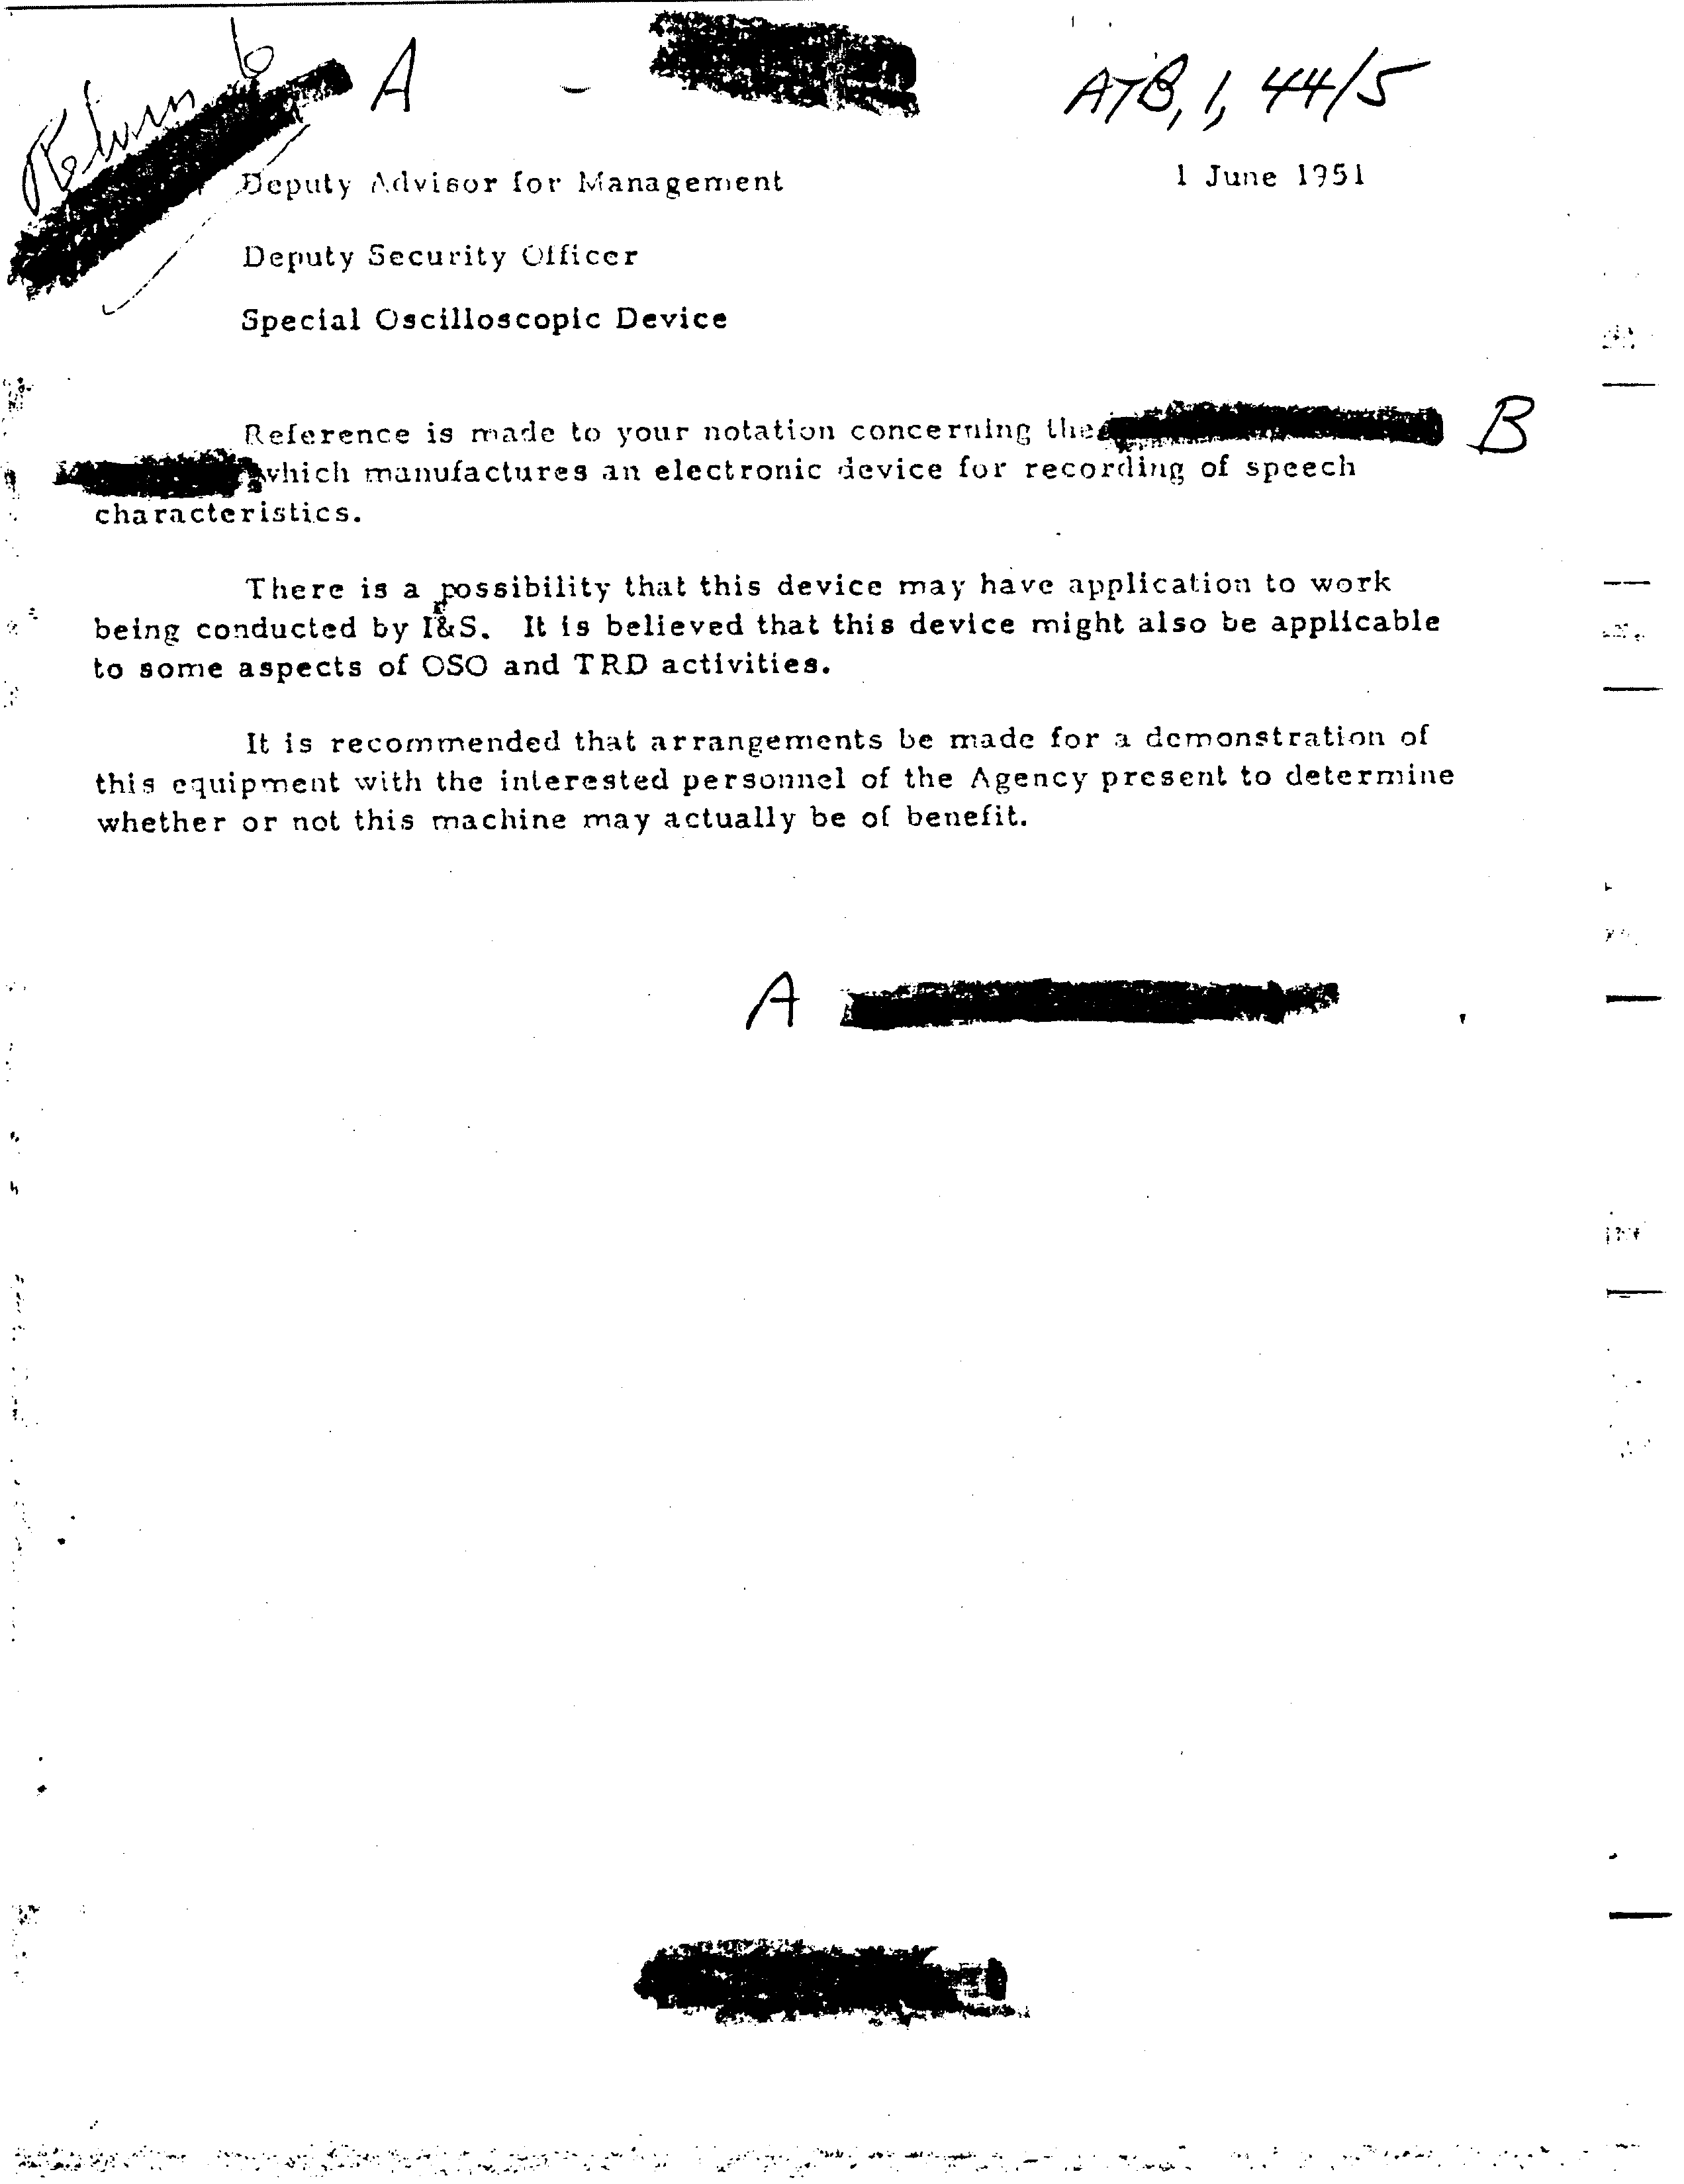 Return to
A
ATB, 1, 44/5
Deputy Advisor for Management
1 June 1951
Deputy Security Officer
Special Oscilloscopic Device
Reference is made to your notation concerning the
B
which manufactures an electronic device for recording of speech
characteristics.
There is a possibility that this device may have application to work
being conducted by I&S. It is believed that this device might also be applicable
to some aspects of OSO and TRD activities.
It is recommended that arrangements be made for a demonstration of
this equipment with the interested personnel of the Agency present to determine
whether or not this machine may actually be of benefit.
A